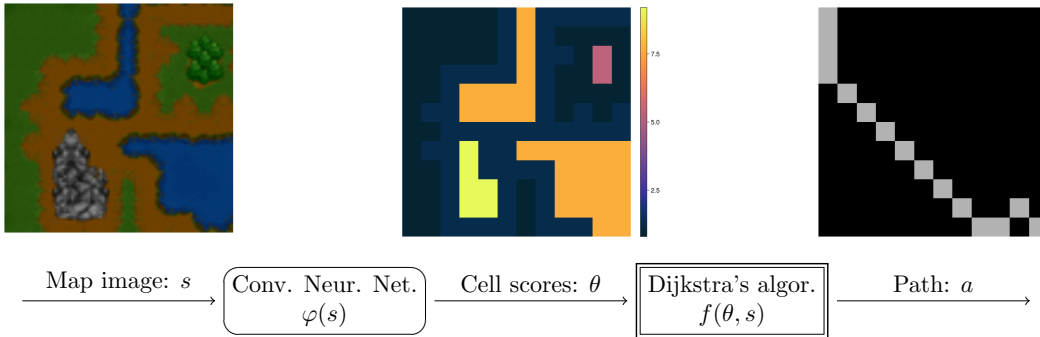 7.5
5.0
2.5
Map image: s
Conv. Neur. Net.
φ(s)
Cell scores: θ
Dijkstra's algor.
f(θ, s)
Path: a